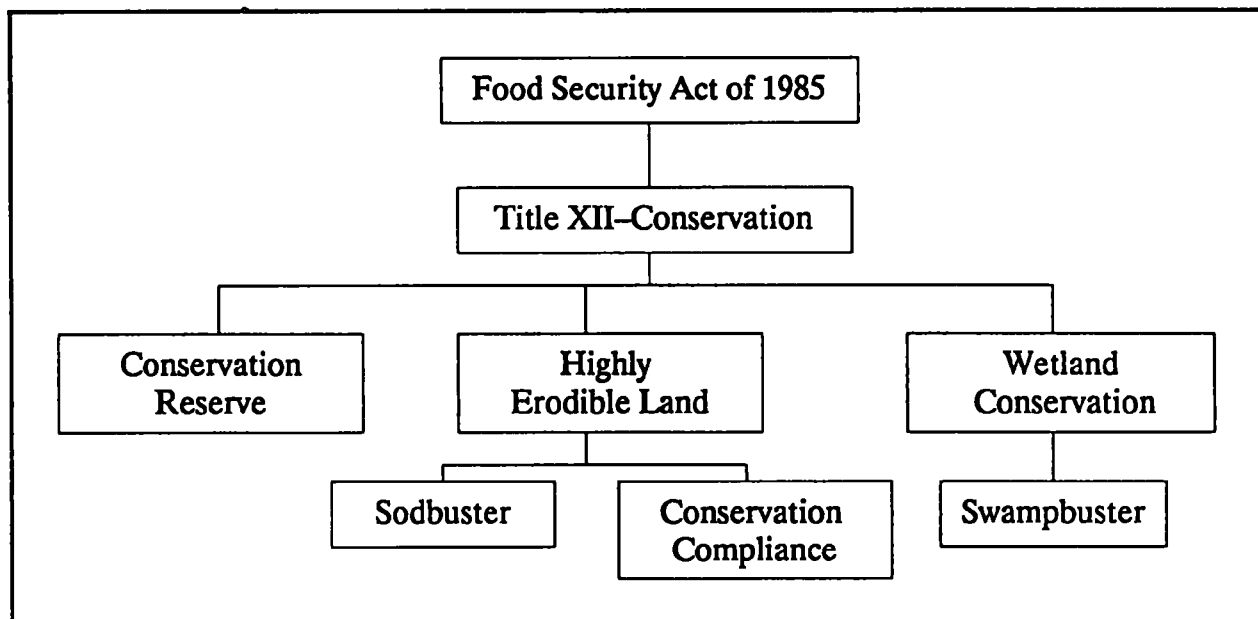 Food Security Act of 1985
Title XII–Conservation
Conservation
Reserve
Highly
Erodible Land
Wetland
Conservation
Sodbuster
Conservation
Compliance
Swampbuster